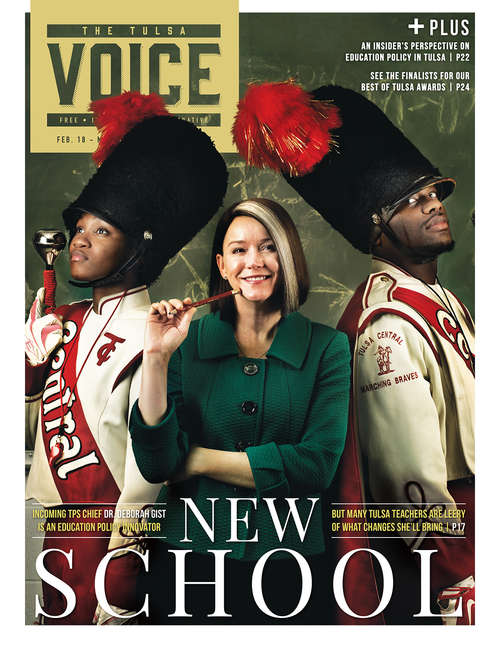 THE TULSA
VOICE
FREE •
FEB. 18 –
+ PLUS
AN INSIDER'S PERSPECTIVE ON
EDUCATION POLICY IN TULSA | P22
SEE THE FINALISTS FOR OUR
BEST OF TULSA AWARDS | P24
TC
Central
TULSA CENTRAL
MARCHING BRAVES
INCOMING TPS CHIEF DR. DEBORAH GIST
IS AN EDUCATION POLICY INNOVATOR
BUT MANY TULSA TEACHERS ARE LEERY
OF WHAT CHANGES SHE'LL BRING | P17
NEW
SCHOOL